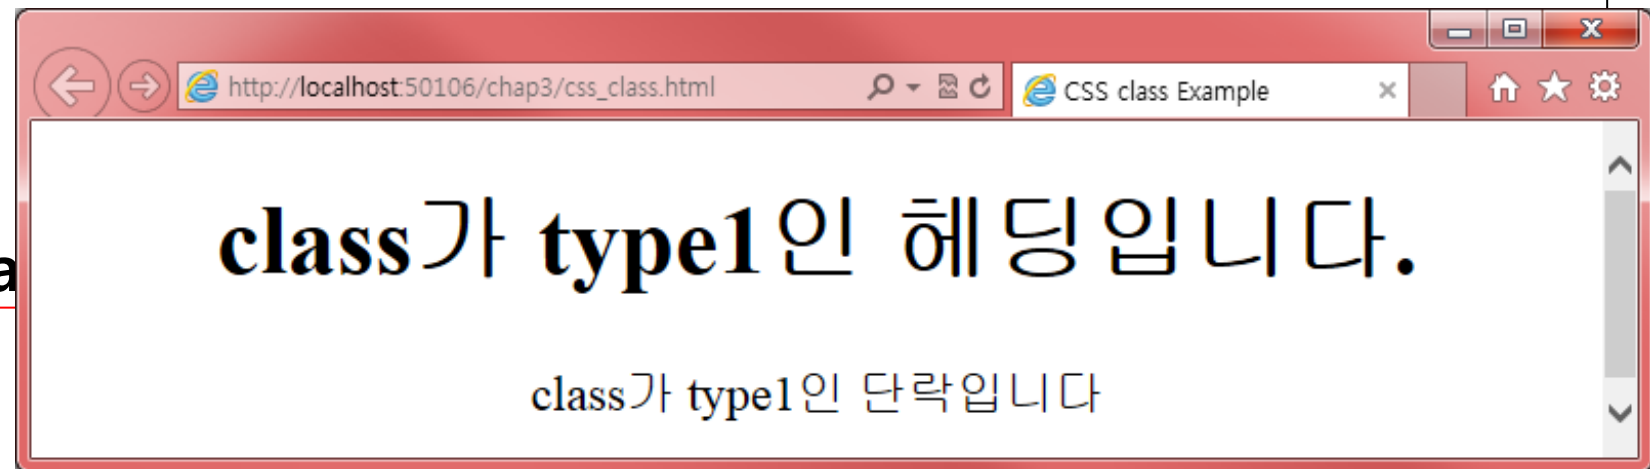 http://localhost:50106/chap3/css_class.html
CSS class Example
class가 type1인 헤딩입니다.
class가 type1인 단락입니다